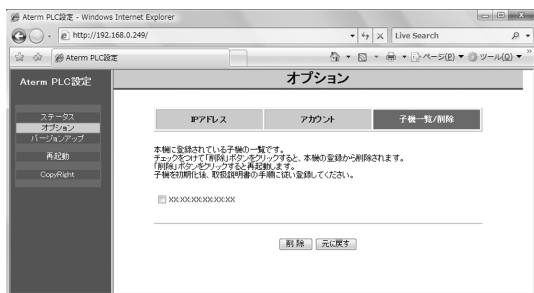 Aterm PLC設定 - Windows Internet Explorer
http://192.168.0.249/
Live Search
Aterm PLC設定
ページ(P)
ツール(O)
Aterm PLC設定
オプション
ステータス
オプション
バージョンアップ
再起動
CopyRight
IPアドレス
アカウント
子機一覧/削除
本機に登録されている子機の一覧です。
チェックをつけて「削除」ボタンをクリックすると、本機の登録から削除されます。
「削除」ボタンをクリックすると再起動します。
子機を初期化後、取扱説明書の手順に従い登録してください。
XX:XX:XX:XX:XX:XX
削 除
元に戻す